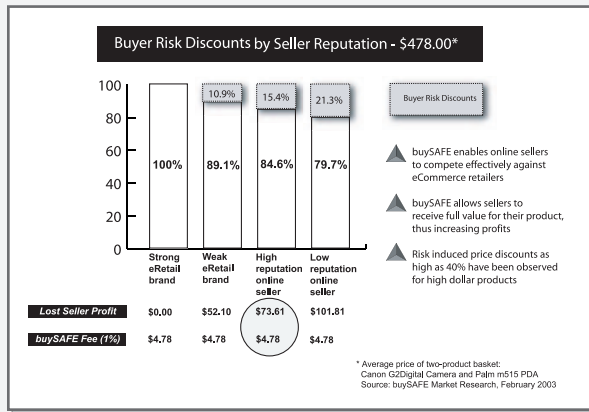 Buyer Risk Discounts by Seller Reputation - $478.00*
100
80
60
40
20
0
10.9%
15.4%
21.3%
100%
89.1%
84.6%
79.7%
Strong
eRetail
brand
Weak
eRetail
brand
High
reputation
online
seller
Low
reputation
online
seller
Lost Seller Profit $0.00 $52.10 $73.61 $101.81
buySAFE Fee (1%) $4.78 $4.78 $4.78 $4.78
Buyer Risk Discounts
buySAFE enables online sellers
to compete effectively against
eCommerce retailers
buySAFE allows sellers to
receive full value for their product,
thus increasing profits
Risk induced price discounts as
high as 40% have been observed
for high dollar products
* Average price of two-product basket:
Canon G2Digital Camera and Palm m515 PDA
Source: buySAFE Market Research, February 2003